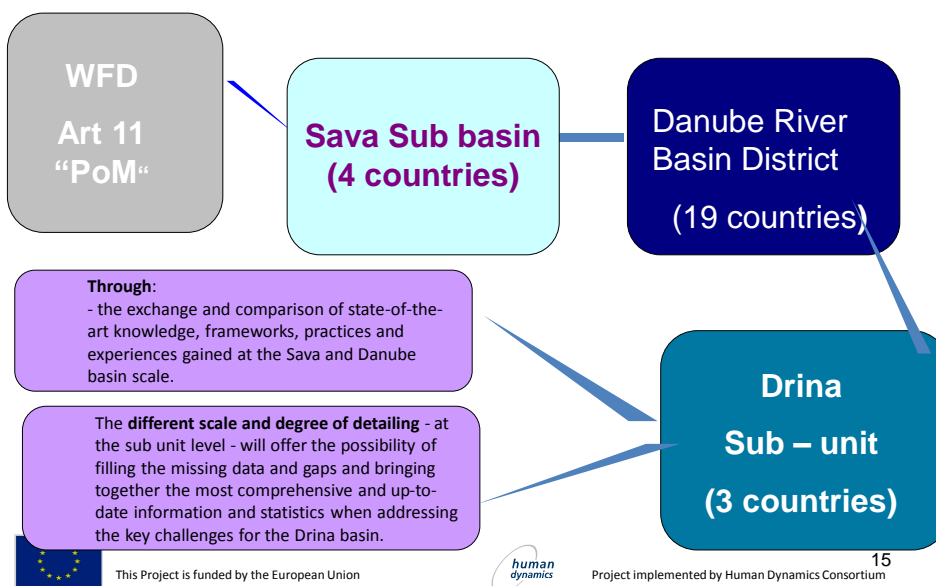 WFD
Art 11
“PoM“
Sava Sub basin
(4 countries)
Danube River
Basin District
(19 countries)
Through:
- the exchange and comparison of state-of-the-
art knowledge, frameworks, practices and
experiences gained at the Sava and Danube
basin scale.
The different scale and degree of detailing - at
the sub unit level - will offer the possibility of
filling the missing data and gaps and bringing
together the most comprehensive and up-to-
date information and statistics when addressing
the key challenges for the Drina basin.
Drina
Sub – unit
(3 countries)
This Project is funded by the European Union
human
dynamics
Project implemented by Human Dynamics Consortium
15